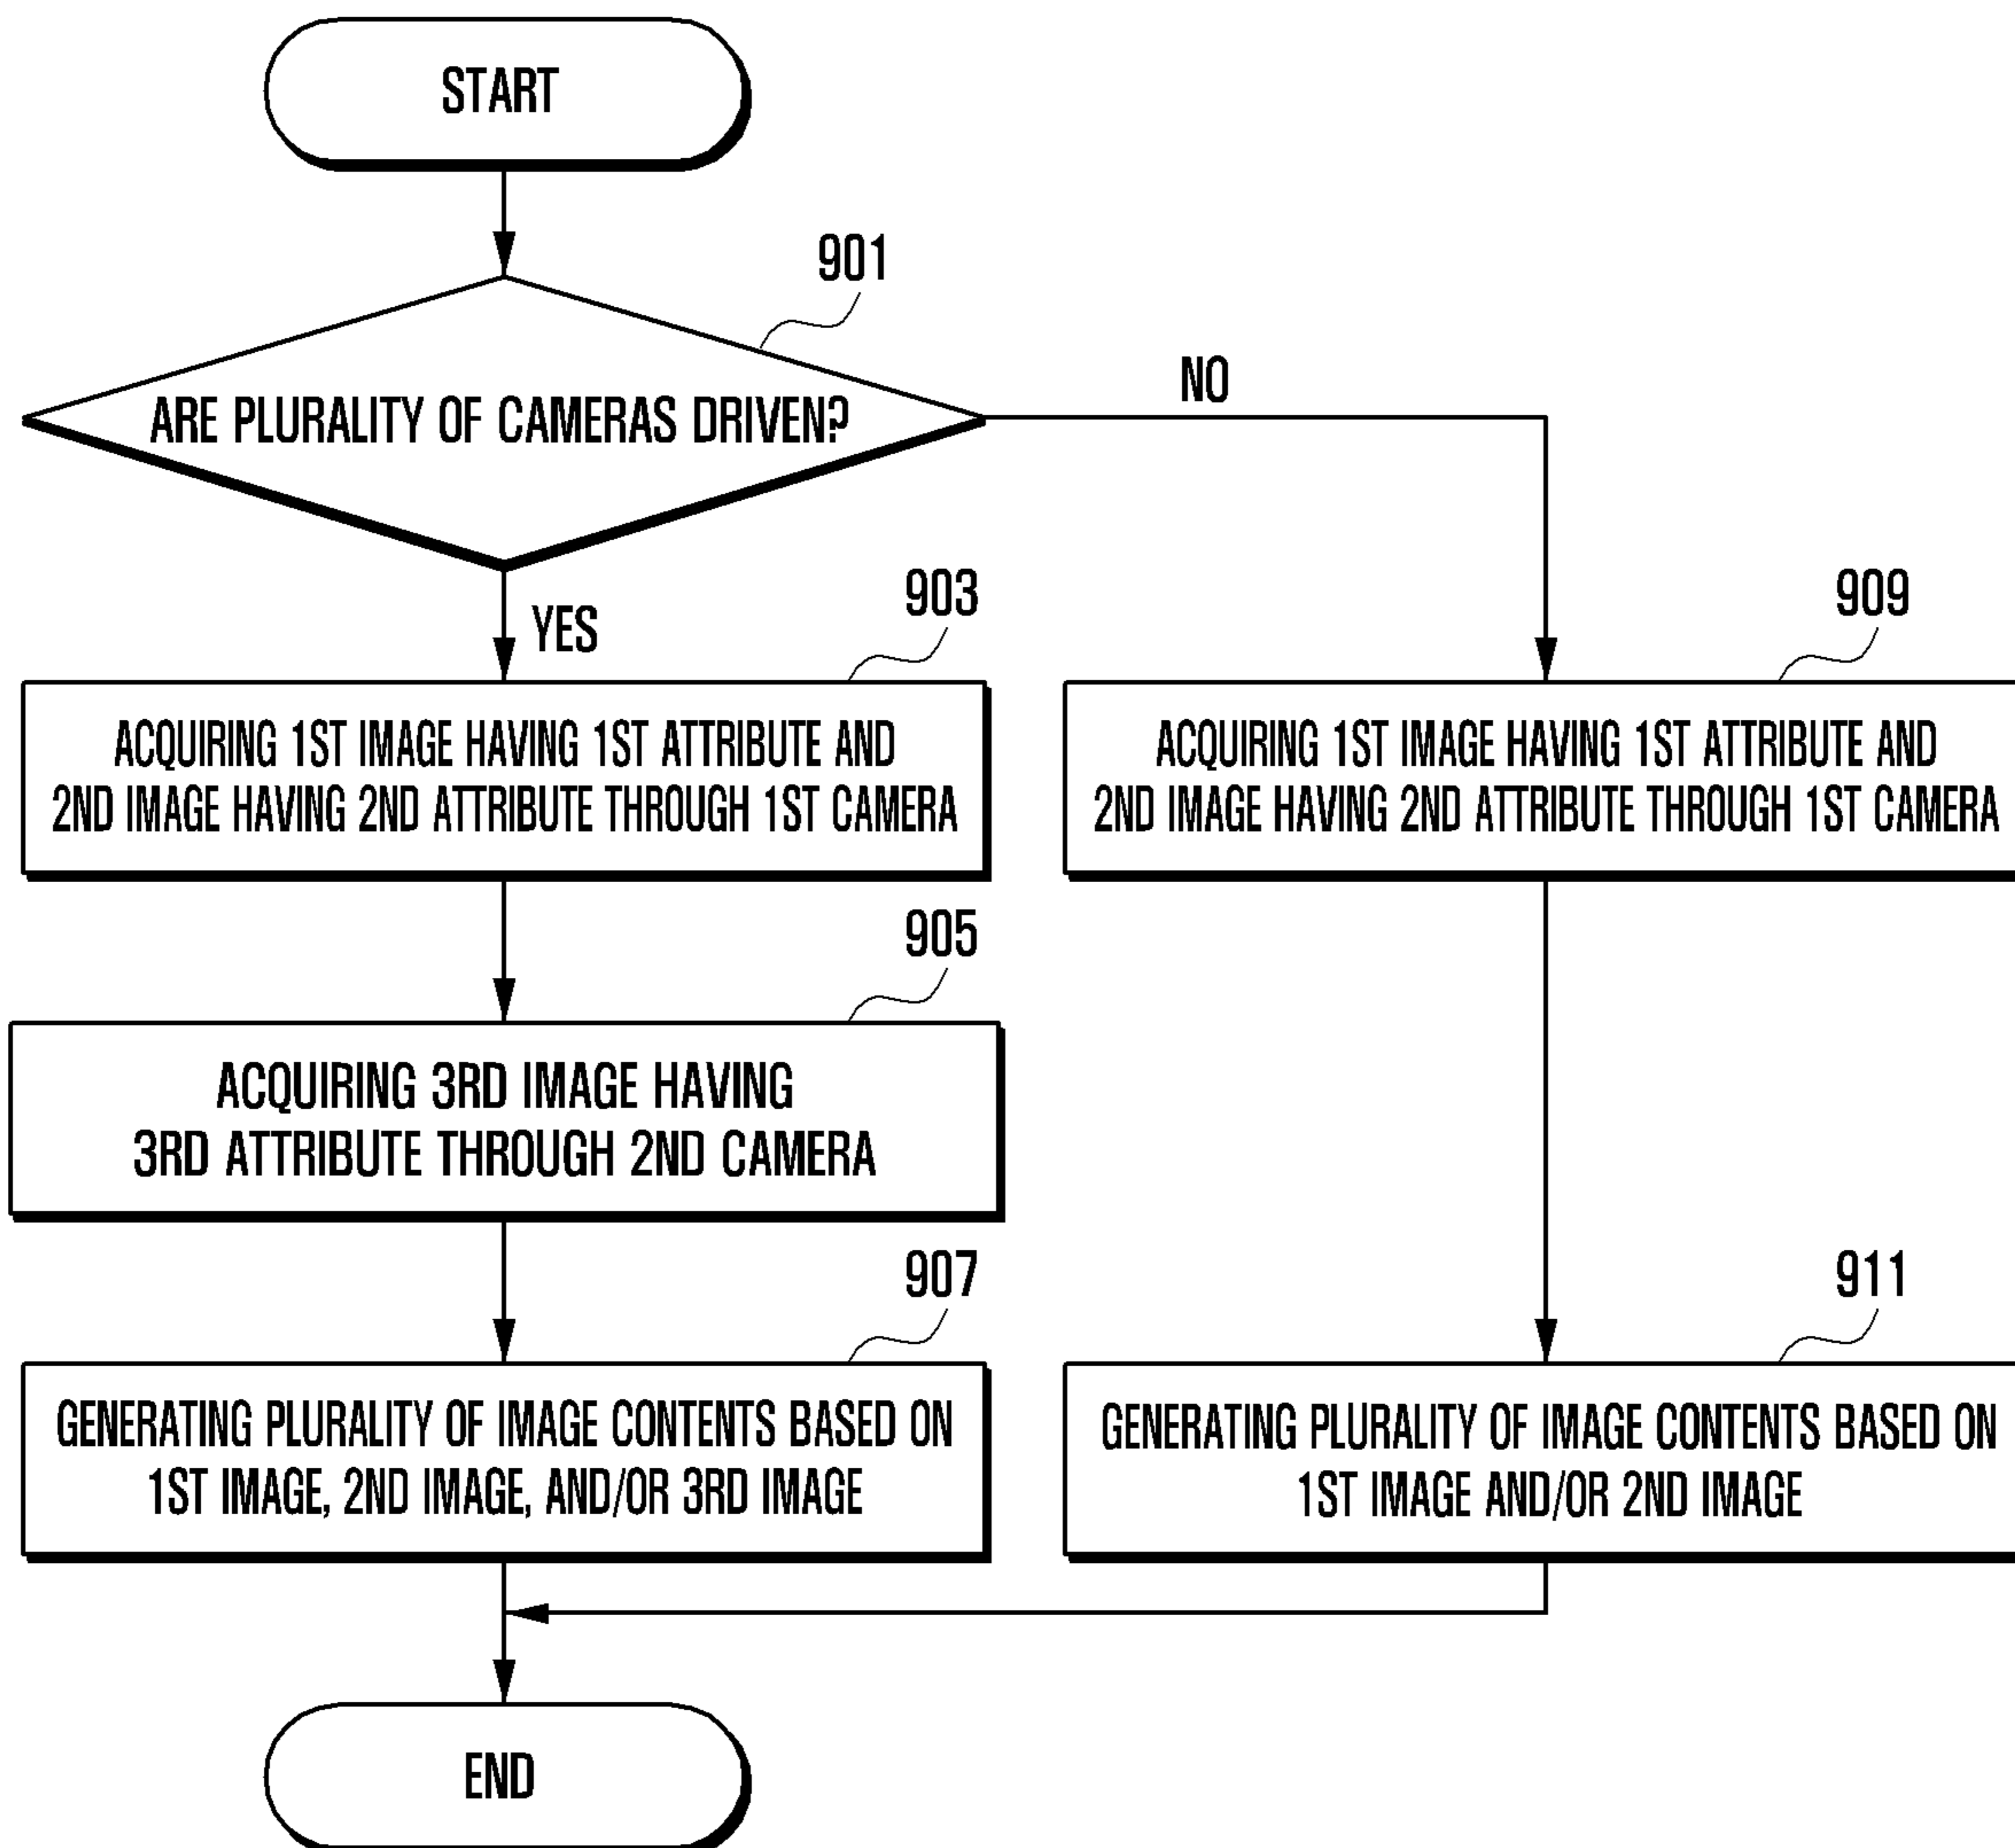 START
901
ARE PLURALITY OF CAMERAS DRIVEN?
NO
YES
903
ACQUIRING 1ST IMAGE HAVING 1ST ATTRIBUTE AND
2ND IMAGE HAVING 2ND ATTRIBUTE THROUGH 1ST CAMERA
909
ACQUIRING 1ST IMAGE HAVING 1ST ATTRIBUTE AND
2ND IMAGE HAVING 2ND ATTRIBUTE THROUGH 1ST CAMERA
905
ACQUIRING 3RD IMAGE HAVING
3RD ATTRIBUTE THROUGH 2ND CAMERA
907
GENERATING PLURALITY OF IMAGE CONTENTS BASED ON
1ST IMAGE, 2ND IMAGE, AND/OR 3RD IMAGE
911
GENERATING PLURALITY OF IMAGE CONTENTS BASED ON
1ST IMAGE AND/OR 2ND IMAGE
END